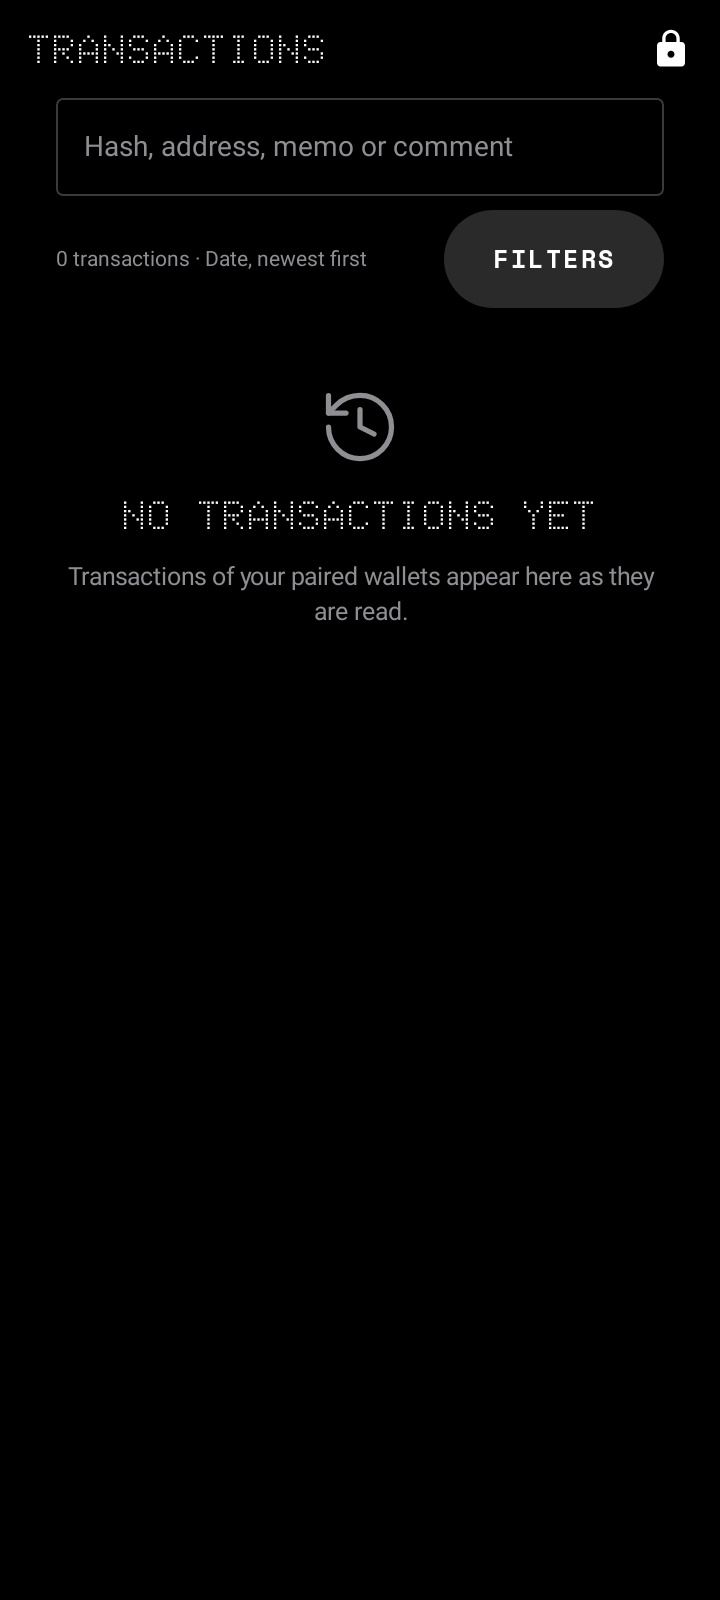 TRANSACTIONS
Hash, address, memo or comment
0 transactions · Date, newest first
FILTERS
NO TRANSACTIONS YET
Transactions of your paired wallets appear here as they
are read.